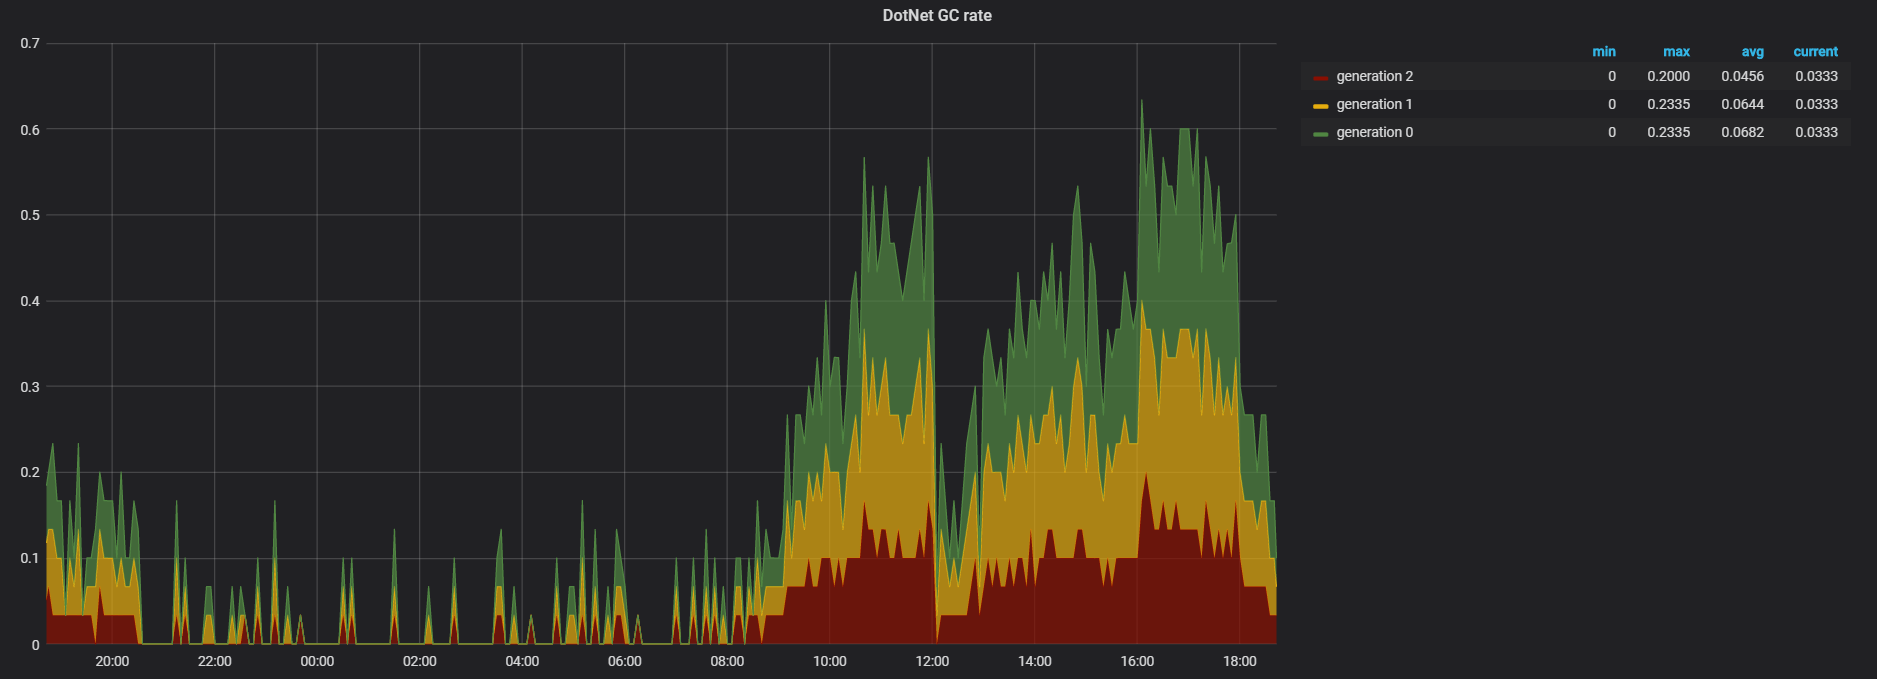 DotNet GC rate
0.7
0.6
0.5
0.4
0.3
0.2
0.1
0
20:00 22:00 00:00 02:00 04:00 06:00 08:00 10:00 12:00 14:00 16:00 18:00
min max avg current
generation 2 0 0.2000 0.0456 0.0333
generation 1 0 0.2335 0.0644 0.0333
generation 0 0 0.2335 0.0682 0.0333